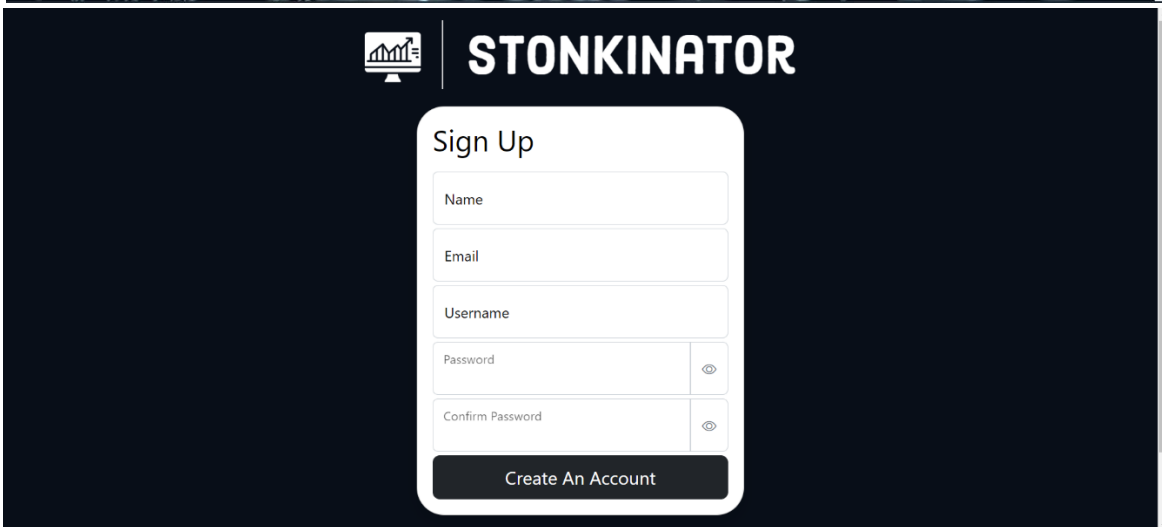 STONKINATOR
Sign Up
Name
Email
Username
Password
Confirm Password
Create An Account